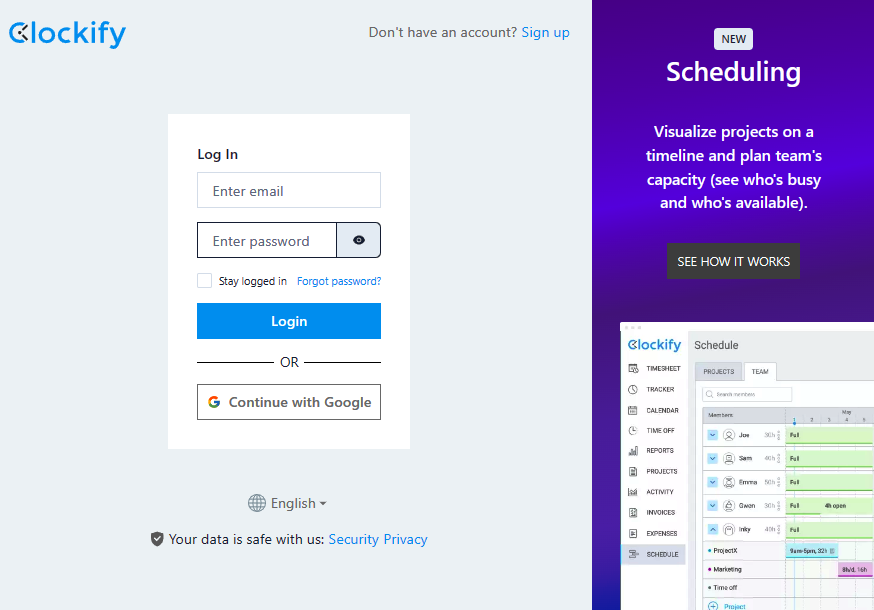 Clockify
Don't have an account? Sign up
Log In
Enter email
Enter password
Stay logged in Forgot password?
Login
OR
Continue with Google
English
Your data is safe with us: Security Privacy
NEW
Scheduling
Visualize projects on a
timeline and plan team's
capacity (see who's busy
and who's available).
SEE HOW IT WORKS
Clockify
Schedule
TIMESHEET
TRACKER
CALENDAR
TIME OFF
REPORTS
PROJECTS
ACTIVITY
INVOICES
EXPENSES
SCHEDULE
PROJECTS TEAM
Search members
Members
May
1 2 3 4 5
Joe 35h Full
Sam 40h Full
Emma 50h Full
Gwen 30h Full 4h open
Inky 40h Full
ProjectX 9am-5pm, 32h
Marketing 8h/d, 16h
Time off
Project